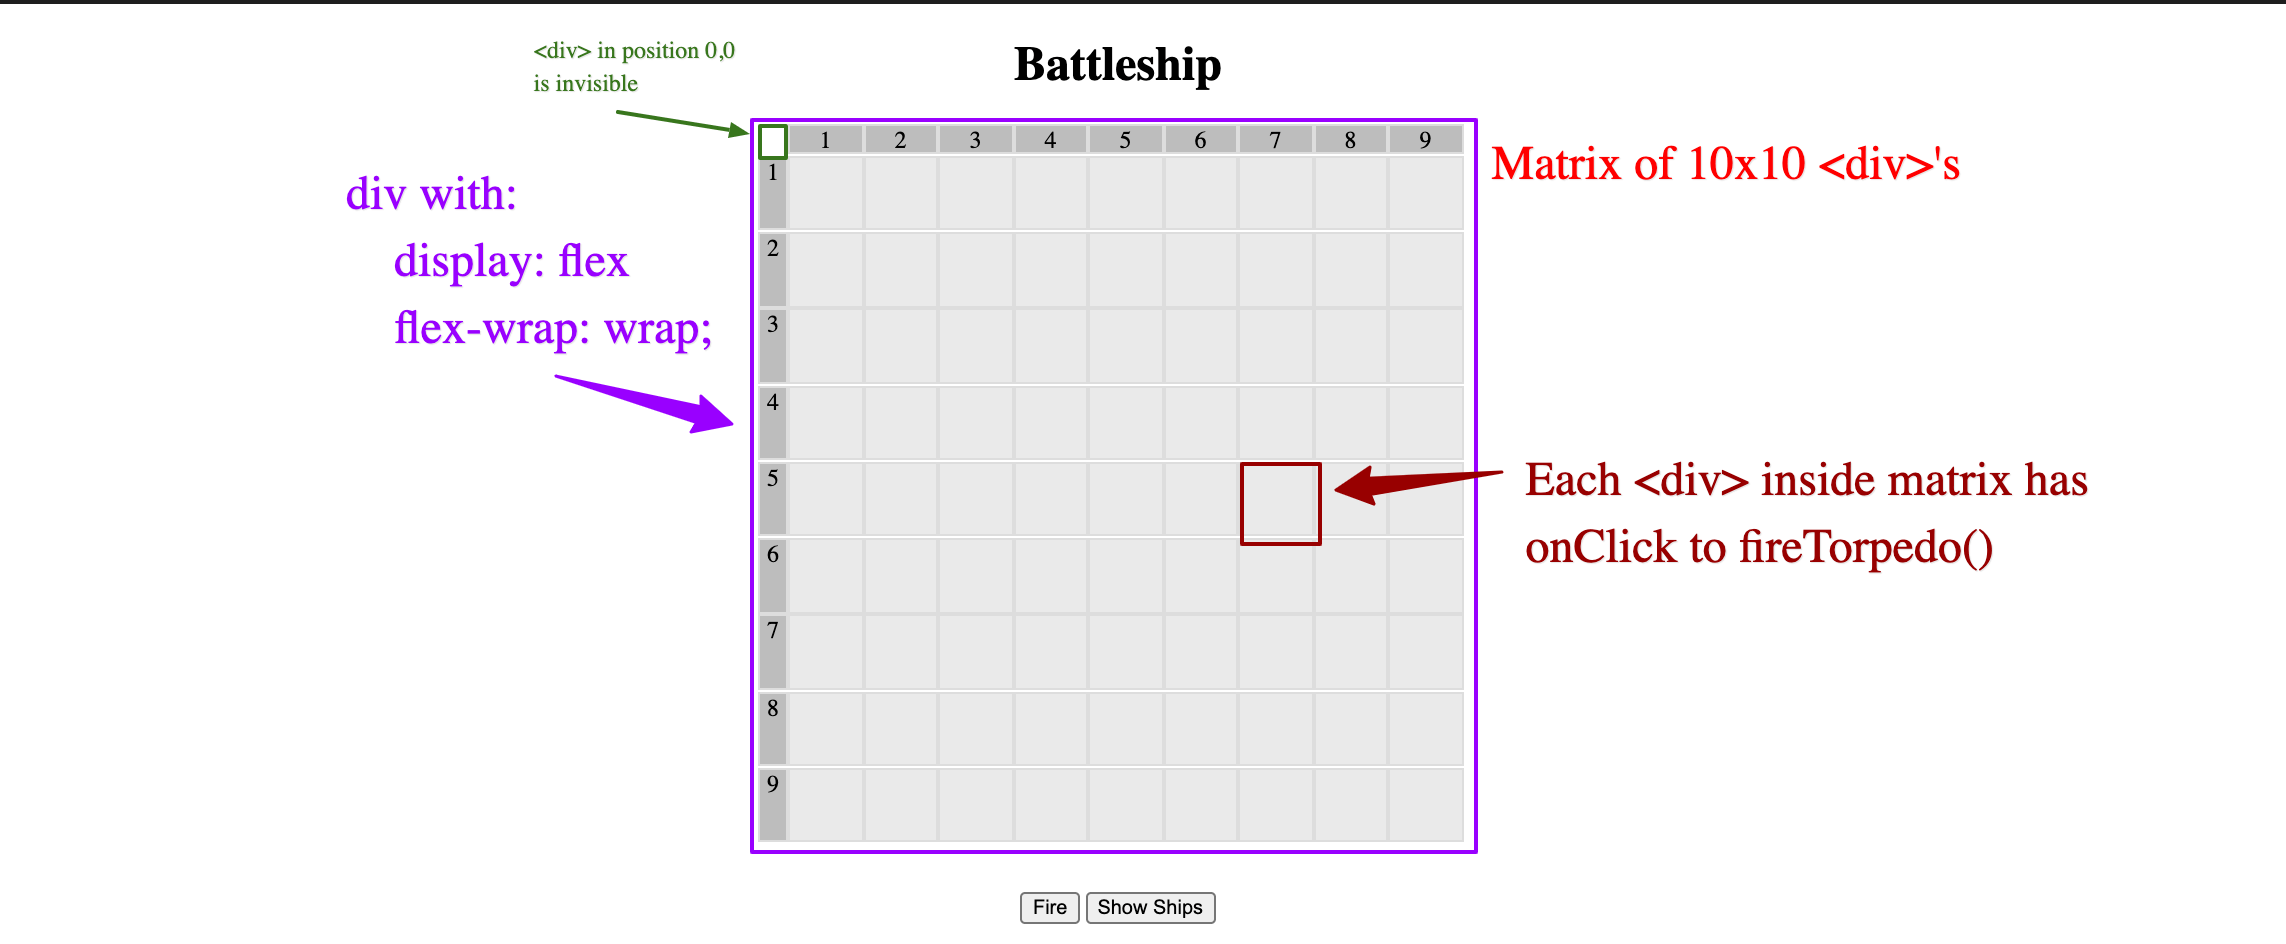 <div> in position 0,0
is invisible
Battleship
1 2 3 4 5 6 7 8 9
Matrix of 10x10 <div>'s
div with:
display: flex
flex-wrap: wrap;
1
2
3
4
5
6
7
8
9
Each <div> inside matrix has
onClick to fireTorpedo()
Fire Show Ships